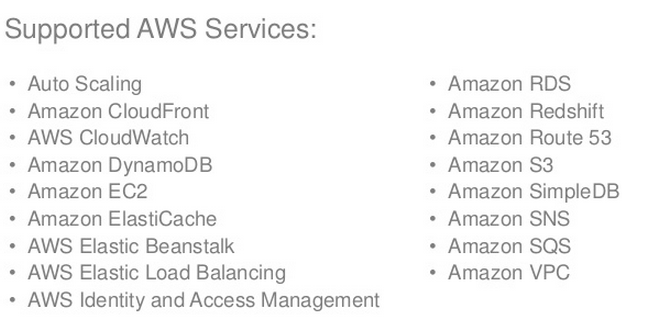 Supported AWS Services:
• Auto Scaling
• Amazon CloudFront
• AWS CloudWatch
• Amazon DynamoDB
• Amazon EC2
• Amazon ElastiCache
• AWS Elastic Beanstalk
• AWS Elastic Load Balancing
• AWS Identity and Access Management
• Amazon RDS
• Amazon Redshift
• Amazon Route 53
• Amazon S3
• Amazon SimpleDB
• Amazon SNS
• Amazon SQS
• Amazon VPC